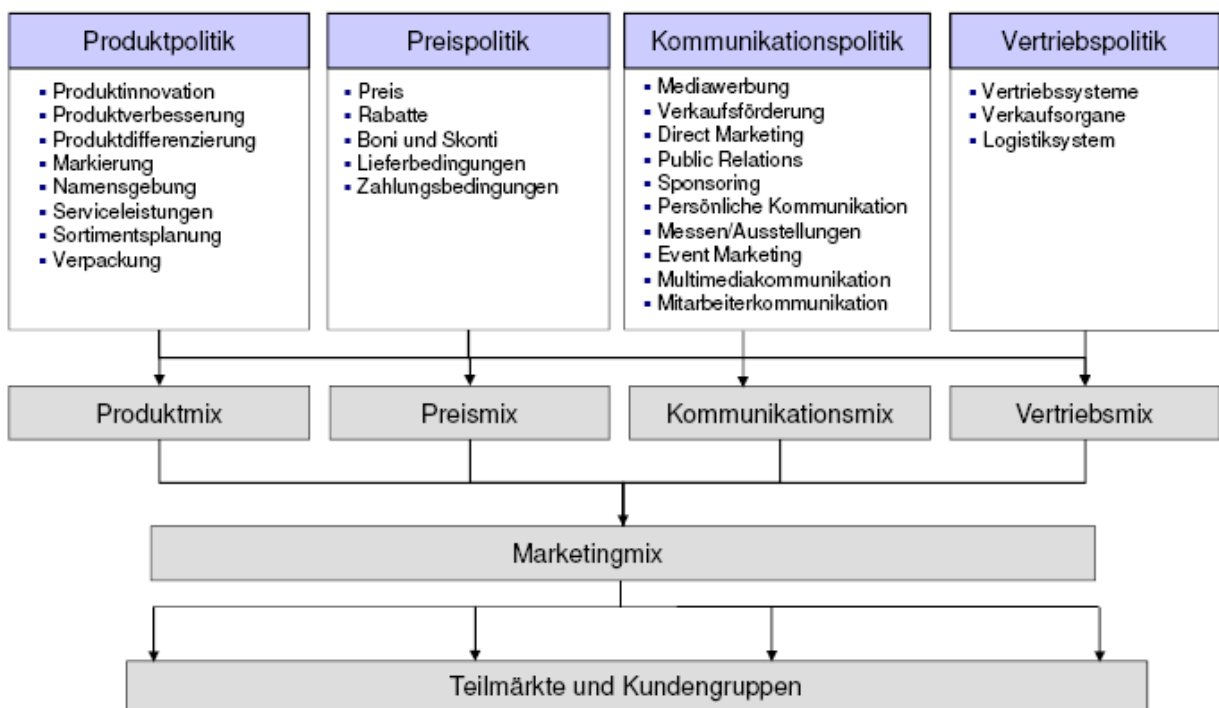 Produktpolitik
Produktinnovation
Produktverbesserung
Produktdifferenzierung
Markierung
Namensgebung
Serviceleistungen
Sortimentsplanung
Verpackung
Preispolitik
Preis
Rabatte
Boni und Skonti
Lieferbedingungen
Zahlungsbedingungen
Kommunikationspolitik
Mediawerbung
Verkaufsförderung
Direct Marketing
Public Relations
Sponsoring
Persönliche Kommunikation
Messen/Ausstellungen
Event Marketing
Multimediakommunikation
Mitarbeiterkommunikation
Vertriebspolitik
Vertriebssysteme
Verkaufsorgane
Logistiksystem
Produktmix
Preismix
Kommunikationsmix
Vertriebsmix
Marketingmix
Teilmärkte und Kundengruppen